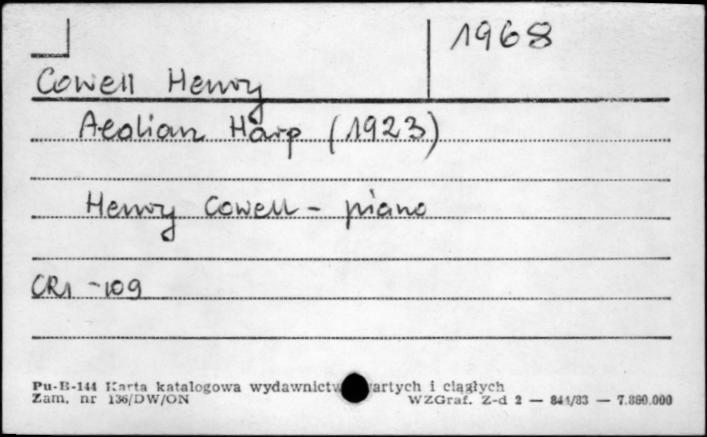 1968
Cowell Henry
Aeolian Harp (1923)
Henry Cowell - piano
CRI - 109
Pu-B-144 Karta katalogowa wydawnictw artych i ciągłych
Zam. nr 136/DW/ON WZGraf. Z-d 2 — 844/83 — 7.860.000